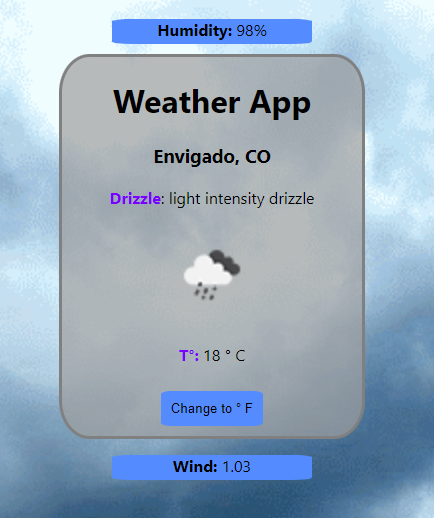 Humidity: 98%
Weather App
Envigado, CO
Drizzle: light intensity drizzle
T°: 18 ° C
Change to ° F
Wind: 1.03